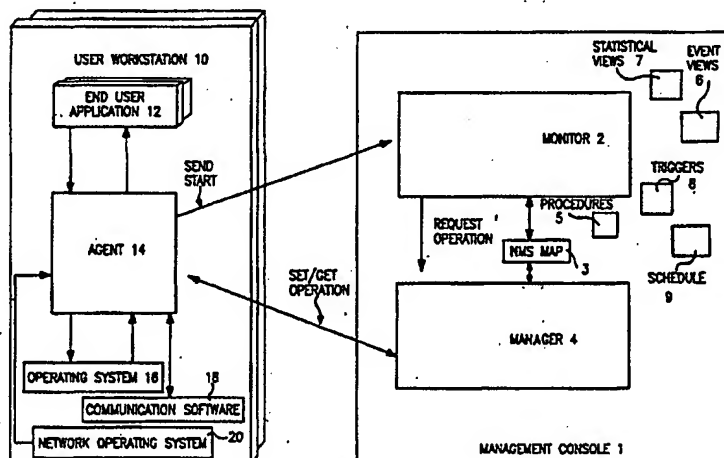 USER WORKSTATION 10
END USER
APPLICATION 12
SEND
START
AGENT 14
SET/GET
OPERATION
OPERATING SYSTEM 16
18
COMMUNICATION SOFTWARE
NETWORK OPERATING SYSTEM
20
STATISTICAL
VIEWS 7
EVENT
VIEWS
6
MONITOR 2
TRIGGERS
8
PROCEDURES
5
REQUEST
OPERATION
NMS MAP
3
SCHEDULE
9
MANAGER 4
MANAGEMENT CONSOLE 1